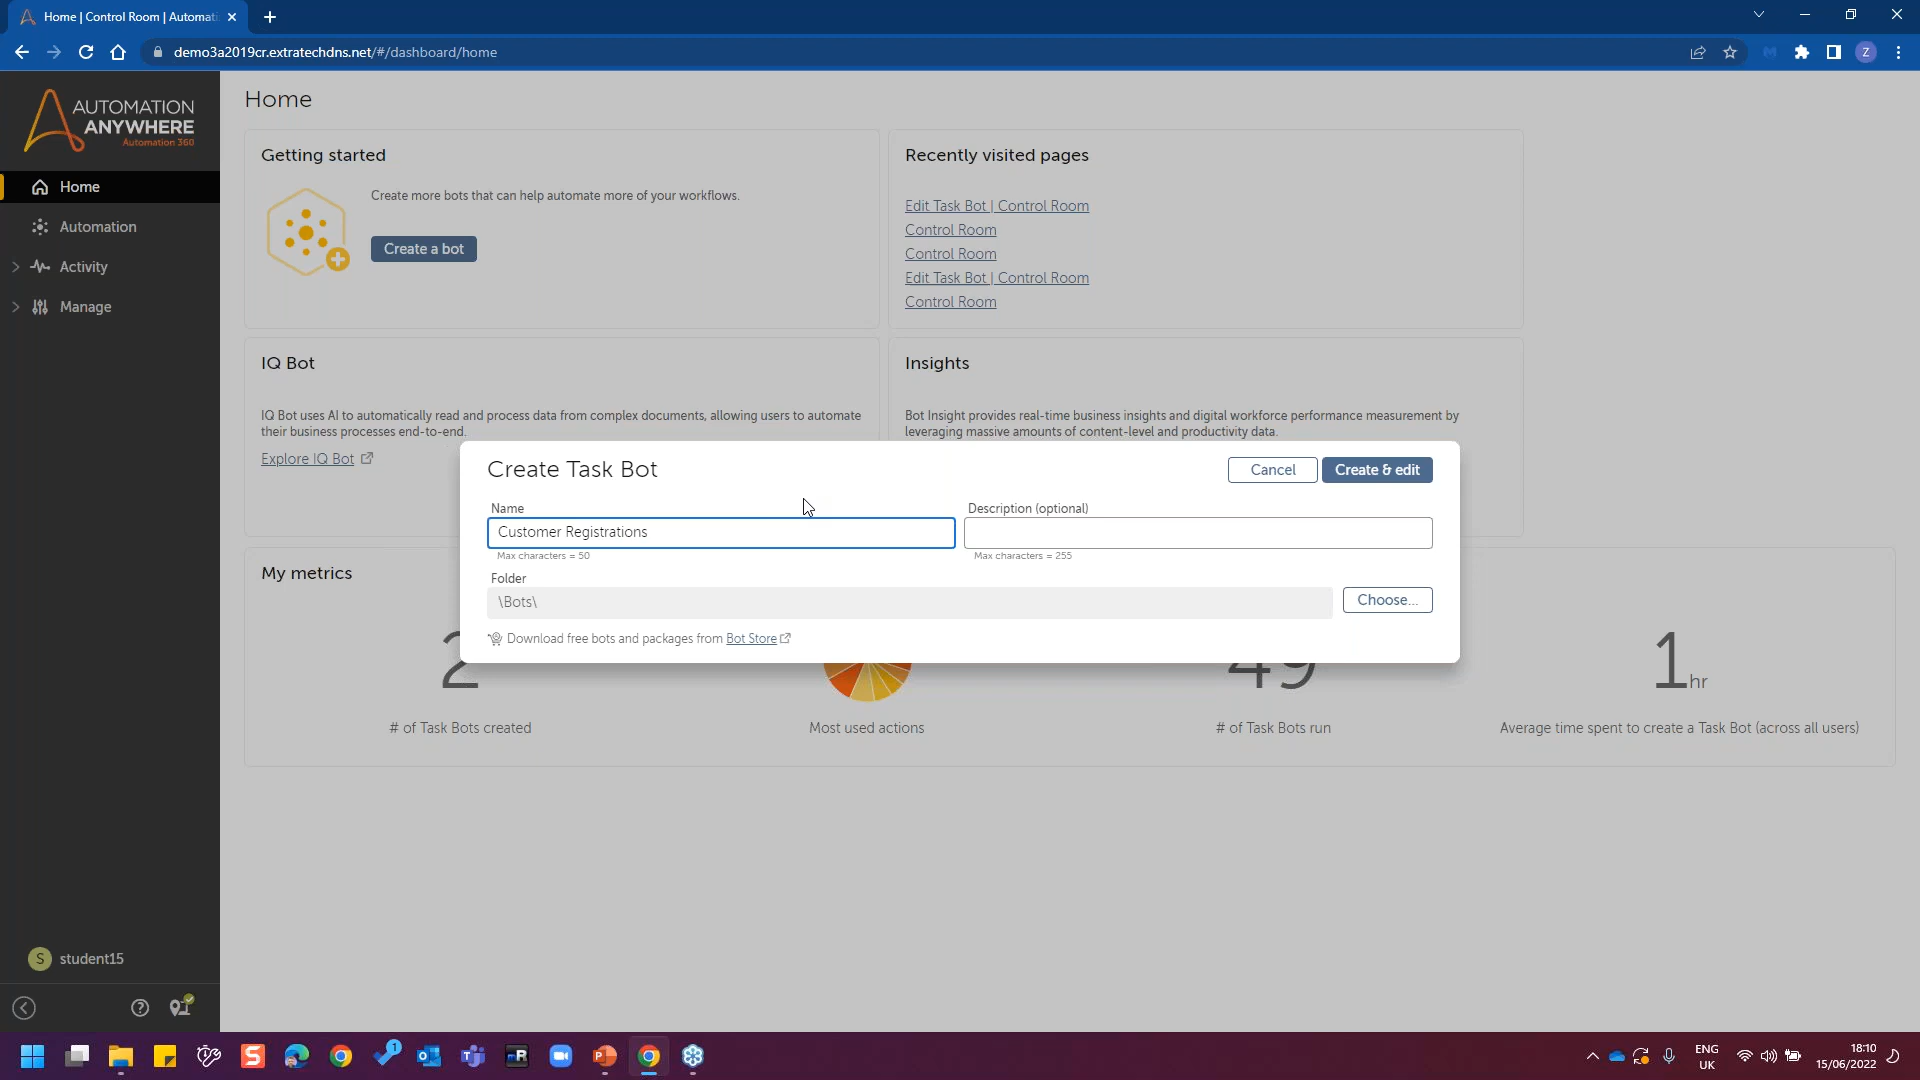 Home | Control Room | Automati
demo3a2019cr.extratechdns.net/#/dashboard/home
Z
AUTOMATION
ANYWHERE
Automation 360
Home
Automation
Activity
Manage
student15
S
Home
Getting started
Create more bots that can help automate more of your workflows.
Create a bot
Recently visited pages
Edit Task Bot | Control Room
Control Room
Control Room
Edit Task Bot | Control Room
Control Room
IQ Bot
IQ Bot uses AI to automatically read and process data from complex documents, allowing users to automate
their business processes end-to-end.
Explore IQ Bot
Insights
Bot Insight provides real-time business insights and digital workforce performance measurement by
leveraging massive amounts of content-level and productivity data.
Create Task Bot
Cancel
Create & edit
Name
Description (optional)
Customer Registrations
Max characters = 50
Max characters = 255
Folder
\Bots\
Choose...
Download free bots and packages from Bot Store
My metrics
2
49
1hr
# of Task Bots created
Most used actions
# of Task Bots run
Average time spent to create a Task Bot (across all users)
ENG
UK
18:10
15/06/2022